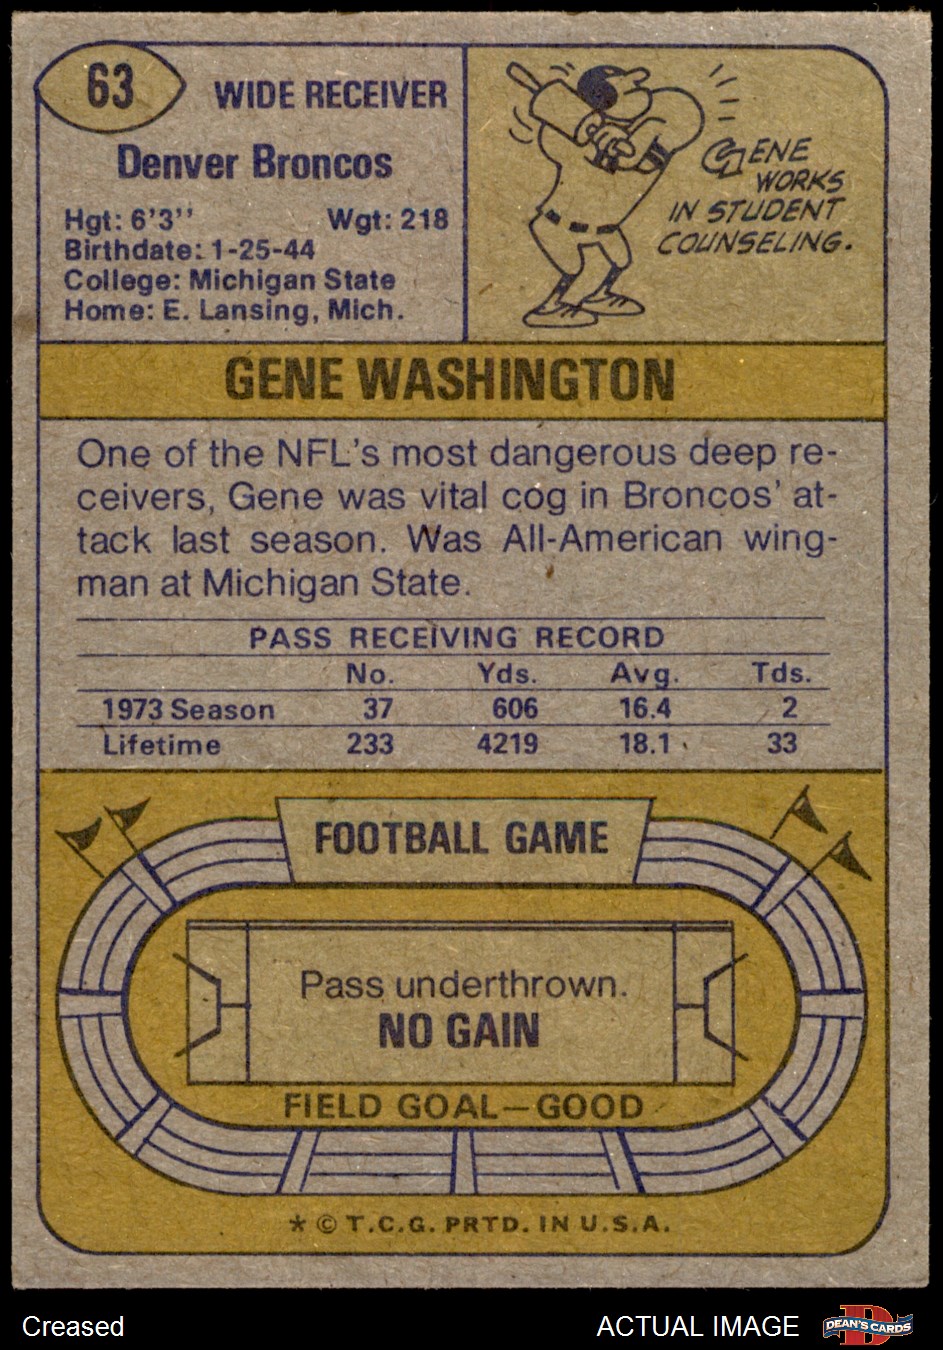 63
WIDE RECEIVER
Denver Broncos
Hgt: 6'3'' Wgt: 218
Birthdate: 1-25-44
College: Michigan State
Home: E. Lansing, Mich.
GENE
WORKS
IN STUDENT
COUNSELING.
GENE WASHINGTON
One of the NFL's most dangerous deep re-
ceivers, Gene was vital cog in Broncos' at-
tack last season. Was All-American wing-
man at Michigan State.
PASS RECEIVING RECORD
No. Yds. Avg. Tds.
1973 Season 37 606 16.4 2
Lifetime 233 4219 18.1 33
FOOTBALL GAME
Pass underthrown.
NO GAIN
FIELD GOAL—GOOD
* © T.C.G. PRTD. IN U.S.A.
Creased
ACTUAL IMAGE
DEAN'S CARDS